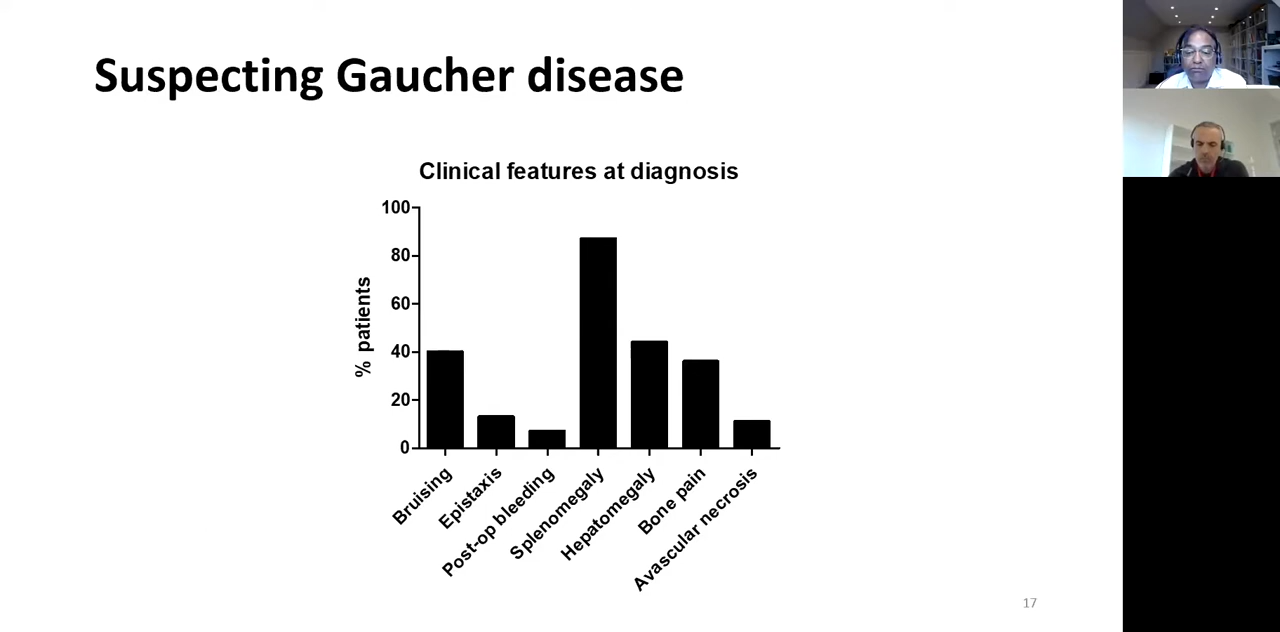 Suspecting Gaucher disease
Clinical features at diagnosis
% patients
100
80
60
40
20
0
Bruising
Epistaxis
Post-op bleeding
Splenomegaly
Hepatomegaly
Bone pain
Avascular necrosis
17